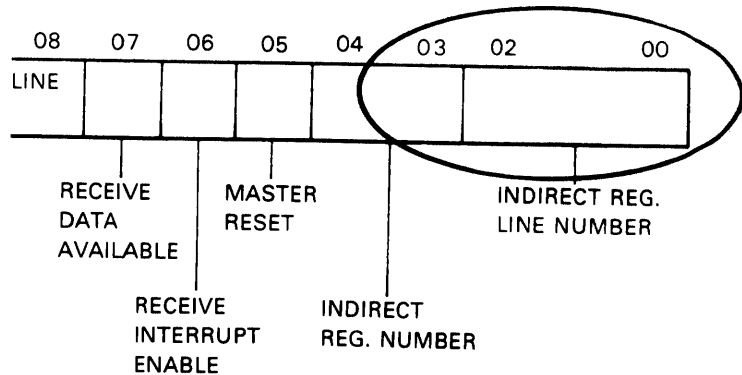 08 07 06 05 04 03 02 00
LINE
RECEIVE
DATA
AVAILABLE
MASTER
RESET
INDIRECT REG.
LINE NUMBER
RECEIVE
INTERRUPT
ENABLE
INDIRECT
REG. NUMBER